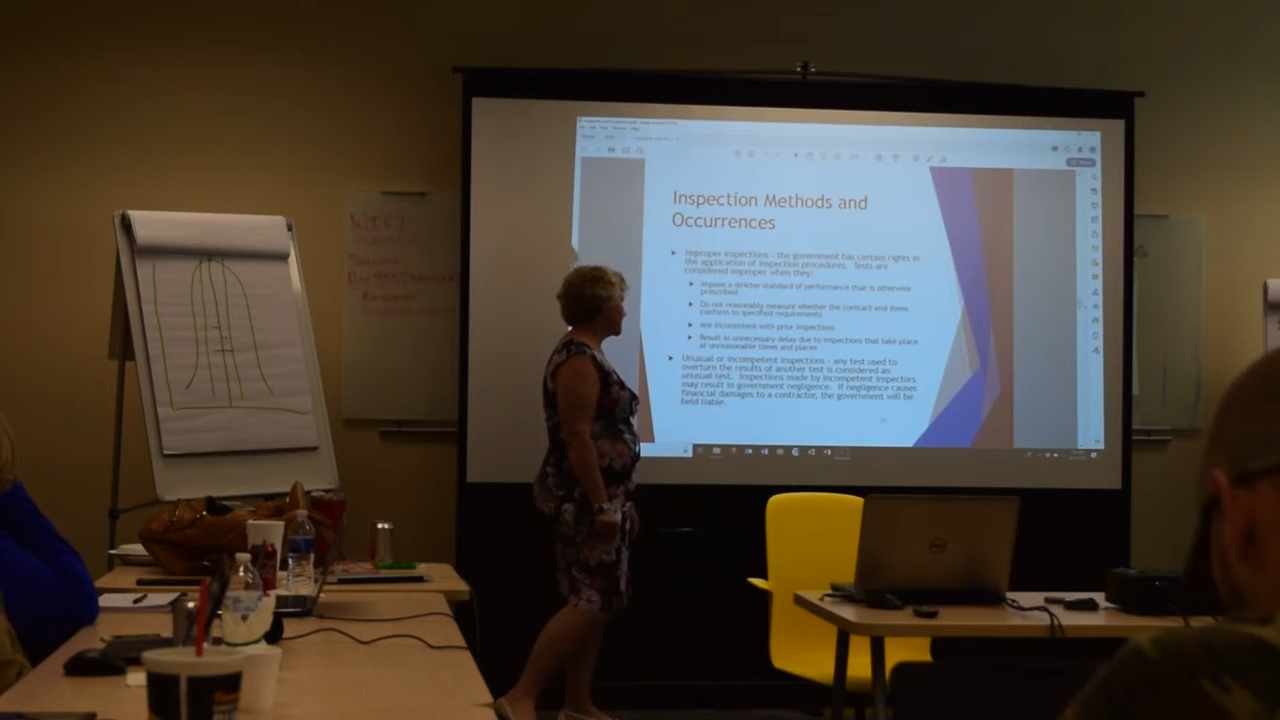 Inspection Methods and
Occurrences
Improper inspections - the government has certain rights in
the application of inspection procedures. Tests are
considered improper when they:
Impose a stricter standard of performance than is otherwise
prescribed
Do not reasonably measure whether the contract end items
conform to specified requirements
Are inconsistent with prior inspections
Result in unnecessary delay due to inspections that take place
at unreasonable times and places
Unusual or incompetent inspections - any test used to
overturn the results of another test is considered an
unusual test. Inspections made by incompetent inspectors
may result in government negligence. If negligence causes
financial damages to a contractor, the government will be
held liable.
DELL